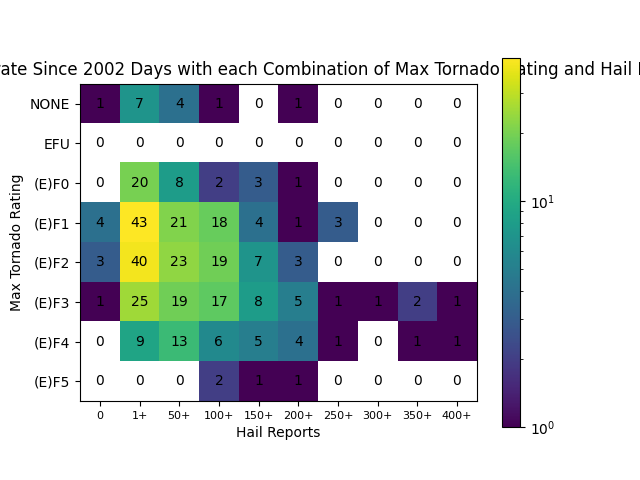 ate Since 2002 Days with each Combination of Max Tornado Rating and Hail
NONE 1 7 4 1 0 1 0 0 0 0
EFU 0 0 0 0 0 0 0 0 0 0
(E)F0 0 20 8 2 3 1 0 0 0 0
(E)F1 4 43 21 18 4 1 3 0 0 0
(E)F2 3 40 23 19 7 3 0 0 0 0
(E)F3 1 25 19 17 8 5 1 1 2 1
(E)F4 0 9 13 6 5 4 1 0 1 1
(E)F5 0 0 0 2 1 1 0 0 0 0
0 1+ 50+ 100+ 150+ 200+ 250+ 300+ 350+ 400+
Hail Reports
Max Tornado Rating
10¹
10⁰